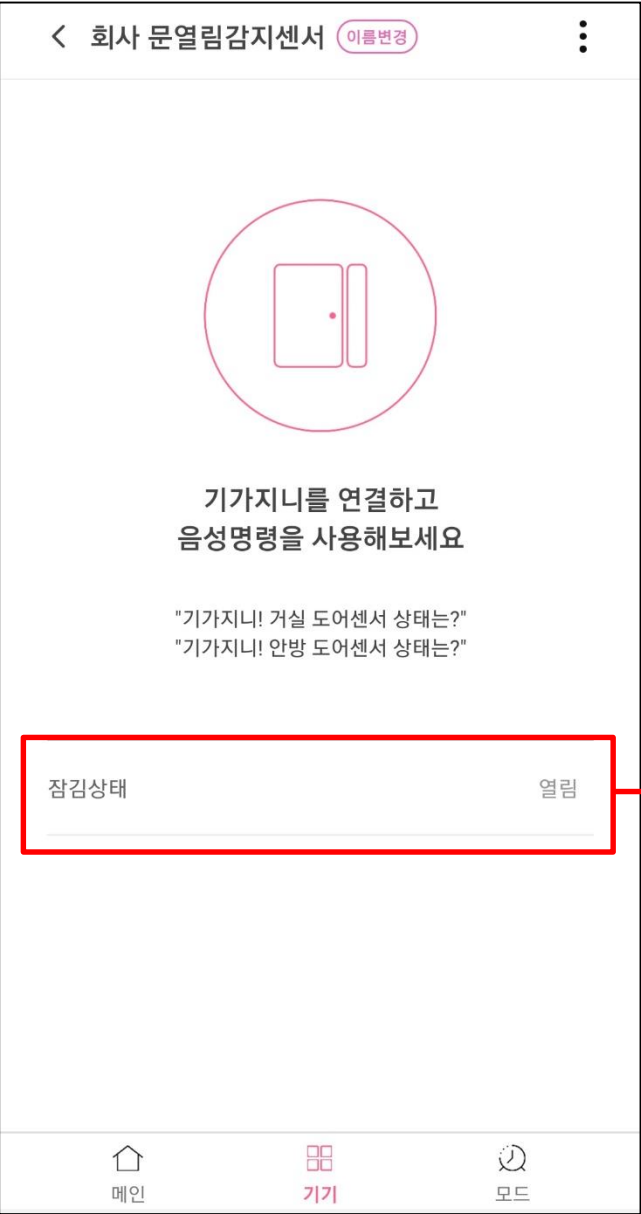 회사 문열림감지센서 이름변경
기가지니를 연결하고
음성명령을 사용해보세요
"기가지니! 거실 도어센서 상태는?"
"기가지니! 안방 도어센서 상태는?"
잠김상태 열림
메인 기기 모드